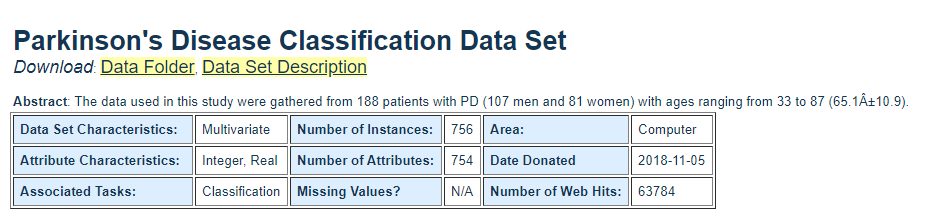 Parkinson's Disease Classification Data Set
Download: Data Folder, Data Set Description
Abstract: The data used in this study were gathered from 188 patients with PD (107 men and 81 women) with ages ranging from 33 to 87 (65.1Â±10.9).
Data Set Characteristics: Multivariate Number of Instances: 756 Area: Computer
Attribute Characteristics: Integer, Real Number of Attributes: 754 Date Donated 2018-11-05
Associated Tasks: Classification Missing Values? N/A Number of Web Hits: 63784